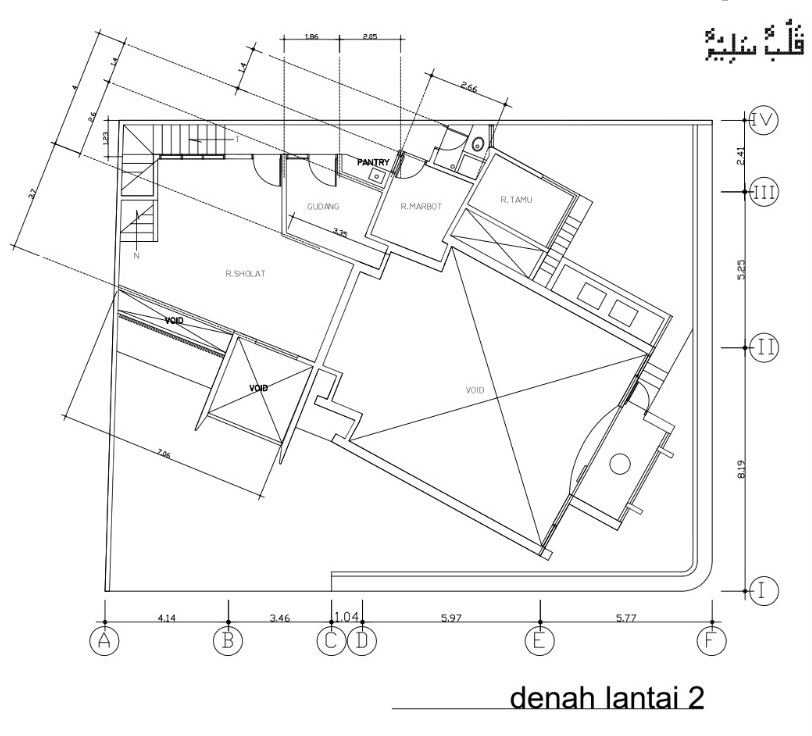 قَلْبٌ سَلِيْمٌ
1.86
2.05
1.4
1.4
4
2.66
2.6
1.23
IV
PANTRY
2.41
III
3.7
GUDANG
R.MARBOT
R.TAMU
3.35
N
R.SHOLAT
5.25
VOID
II
VOID
VOID
7.06
8.19
I
4.14
3.46
1.04
5.97
5.77
A
B
C
D
E
F
denah lantai 2